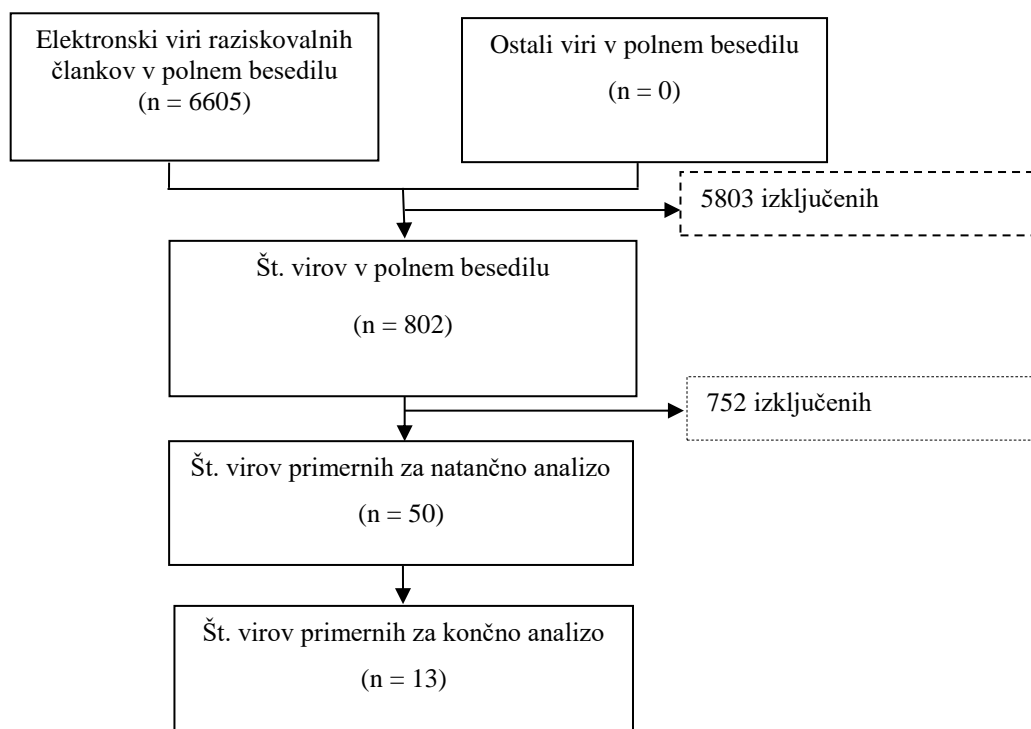 Elektronski viri raziskovalnih
člankov v polnem besedilu
(n = 6605)
Ostali viri v polnem besedilu
(n = 0)
5803 izključenih
Št. virov v polnem besedilu
(n = 802)
752 izključenih
Št. virov primernih za natančno analizo
(n = 50)
Št. virov primernih za končno analizo
(n = 13)